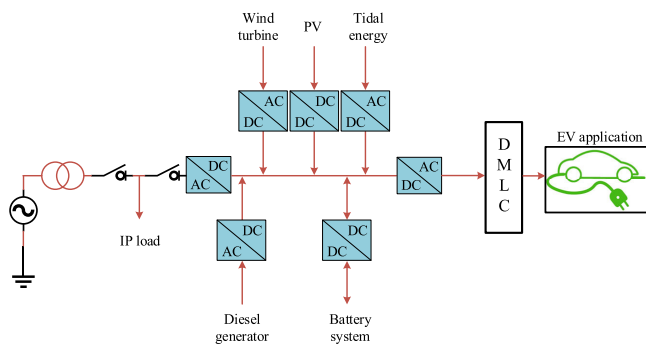 Wind
turbine
PV
Tidal
energy
AC
DC
DC
DC
AC
DC
EV application
D
M
L
C
DC
AC
AC
DC
IP load
DC
AC
DC
DC
Diesel
generator
Battery
system